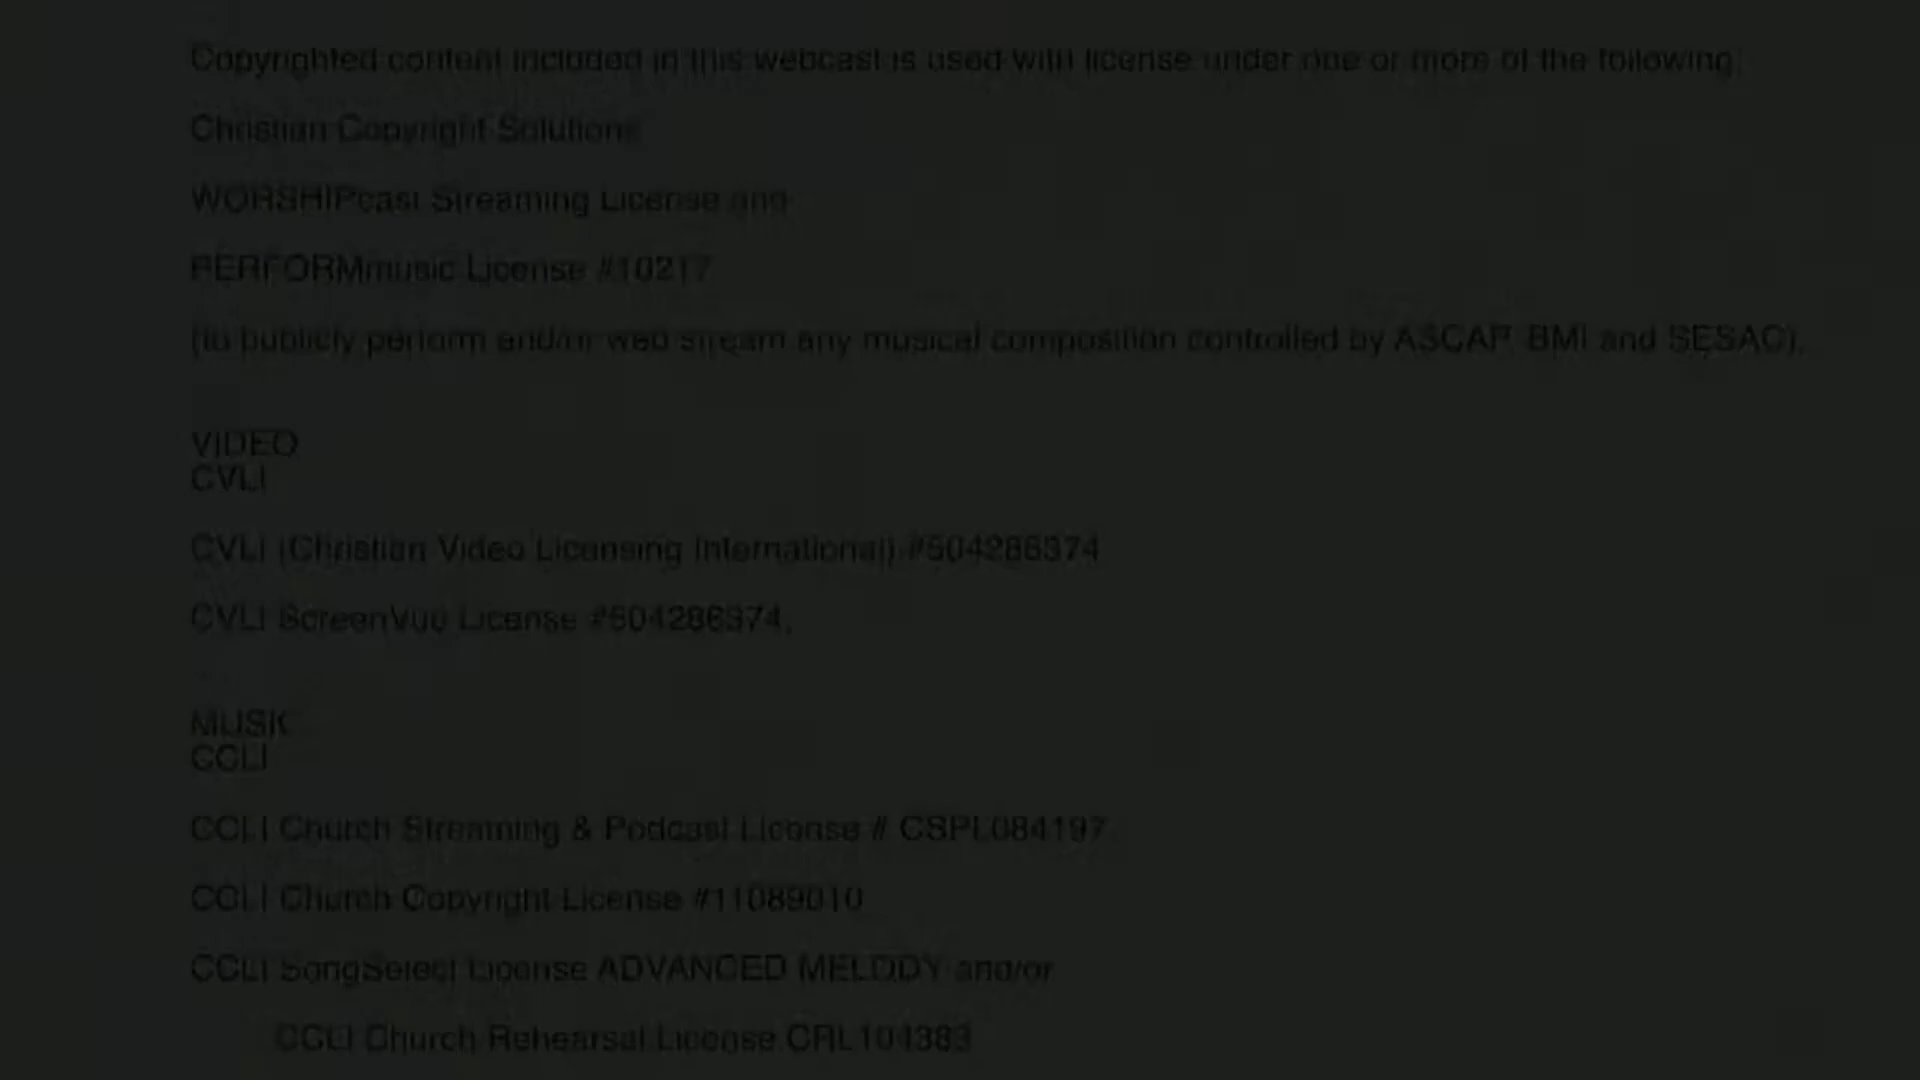 Copyrighted content included in this webcast is used with license under one or more of the following:
Christian Copyright Solutions
WORSHIPcast Streaming License and
PERFORMmusic License #10217
(to publicly perform and/or web stream any musical composition controlled by ASCAP, BMI and SESAC).
VIDEO
CVLI
CVLI (Christian Video Licensing International) #504286374
CVLI ScreenVue License #504286374.
MUSIC
CCLI
CCLI Church Streaming & Podcast License # CSPL084197
CCLI Church Copyright License #11089010
CCLI SongSelect License ADVANCED MELODY and/or
CCLI Church Rehearsal License CRL104383